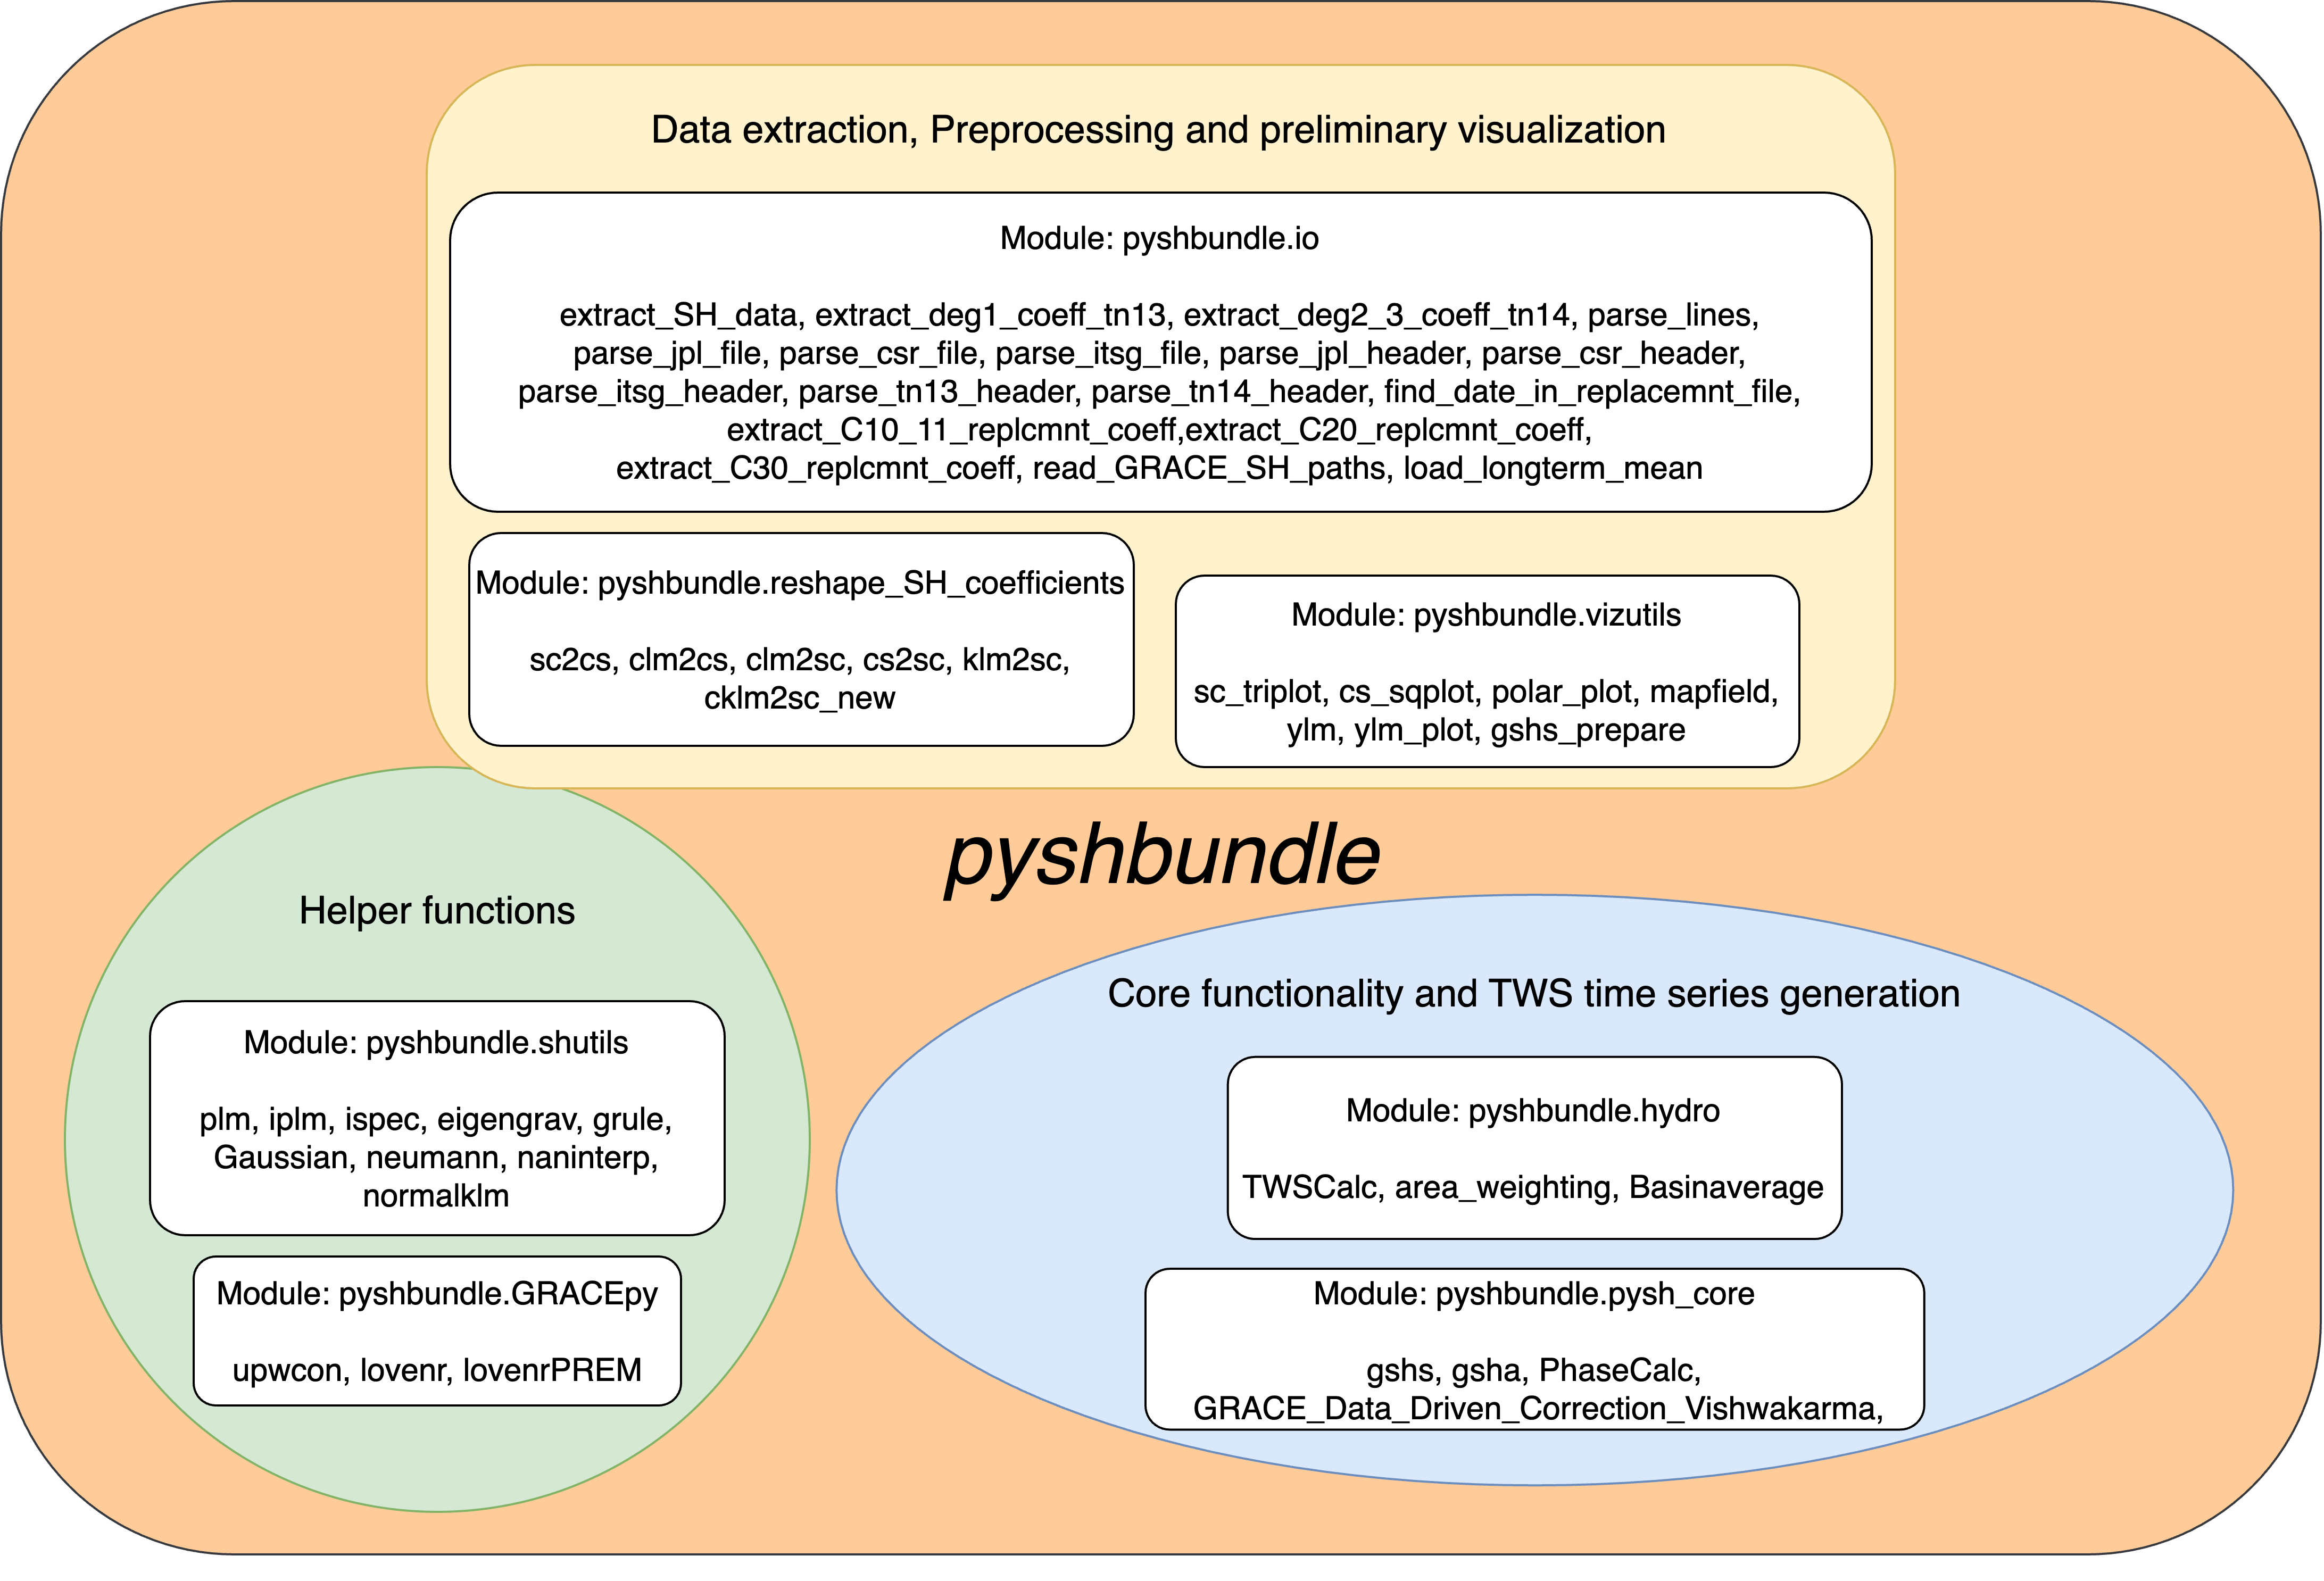 Data extraction, Preprocessing and preliminary visualization
Module: pyshbundle.io
extract_SH_data, extract_deg1_coeff_tn13, extract_deg2_3_coeff_tn14, parse_lines,
parse_jpl_file, parse_csr_file, parse_itsg_file, parse_jpl_header, parse_csr_header,
parse_itsg_header, parse_tn13_header, parse_tn14_header, find_date_in_replacemnt_file,
extract_C10_11_replcmnt_coeff,extract_C20_replcmnt_coeff,
extract_C30_replcmnt_coeff, read_GRACE_SH_paths, load_longterm_mean
Module: pyshbundle.reshape_SH_coefficients
sc2cs, clm2cs, clm2sc, cs2sc, klm2sc,
cklm2sc_new
Module: pyshbundle.vizutils
sc_triplot, cs_sqplot, polar_plot, mapfield,
ylm, ylm_plot, gshs_prepare
pyshbundle
Helper functions
Module: pyshbundle.shutils
plm, iplm, ispec, eigengrav, grule,
Gaussian, neumann, naninterp,
normalklm
Module: pyshbundle.GRACEpy
upwcon, lovenr, lovenrPREM
Core functionality and TWS time series generation
Module: pyshbundle.hydro
TWSCalc, area_weighting, Basinaverage
Module: pyshbundle.pysh_core
gshs, gsha, PhaseCalc,
GRACE_Data_Driven_Correction_Vishwakarma,